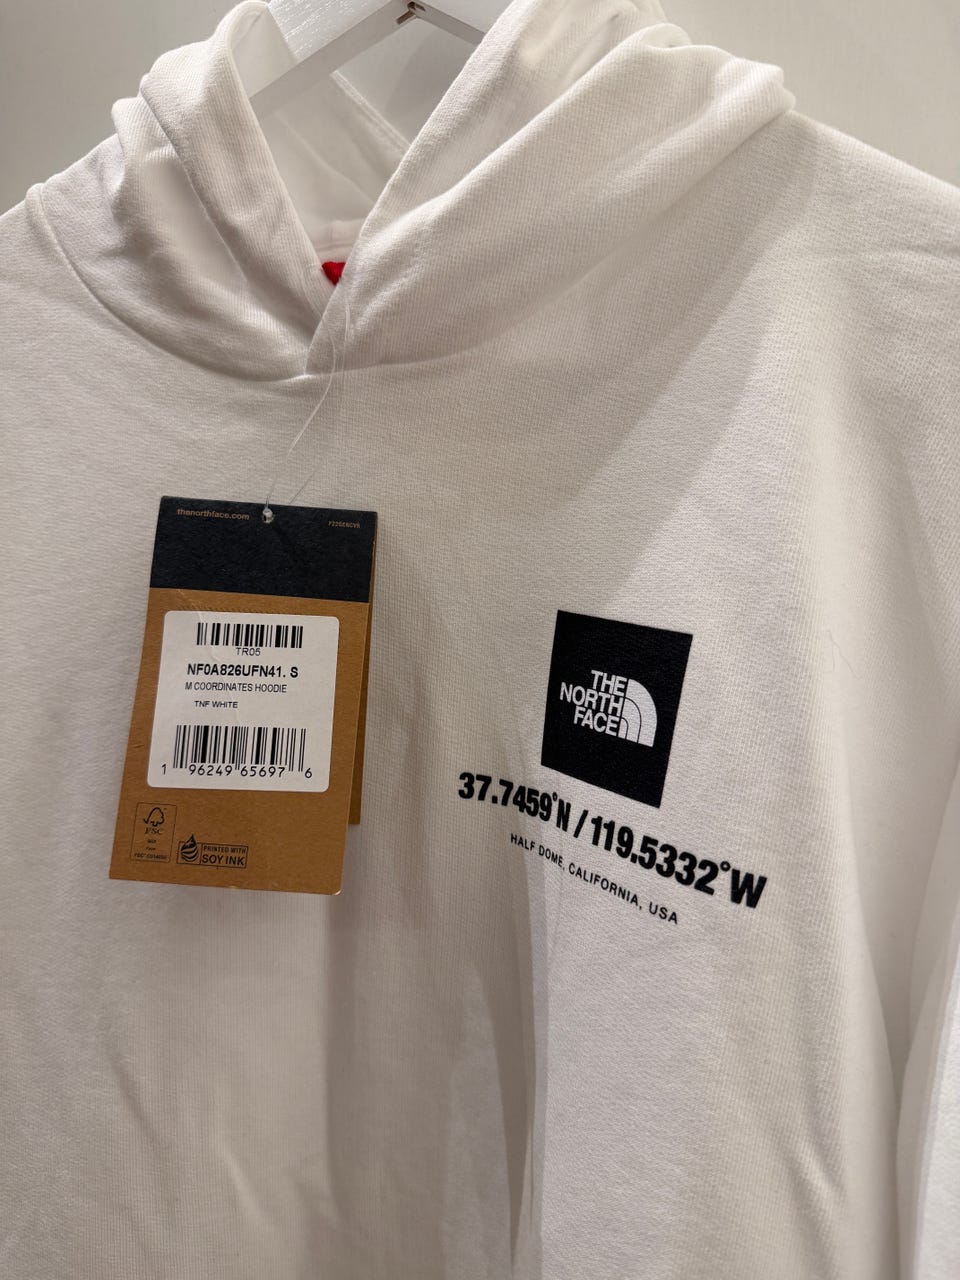 thenorthface.com
TR05
NF0A826UFN41. S
M COORDINATES HOODIE
TNF WHITE
1 96249 65697 6
FSC
PRINTED WITH
SOY INK
THE
NORTH
FACE
37.7459°N / 119.5332°W
HALF DOME, CALIFORNIA, USA